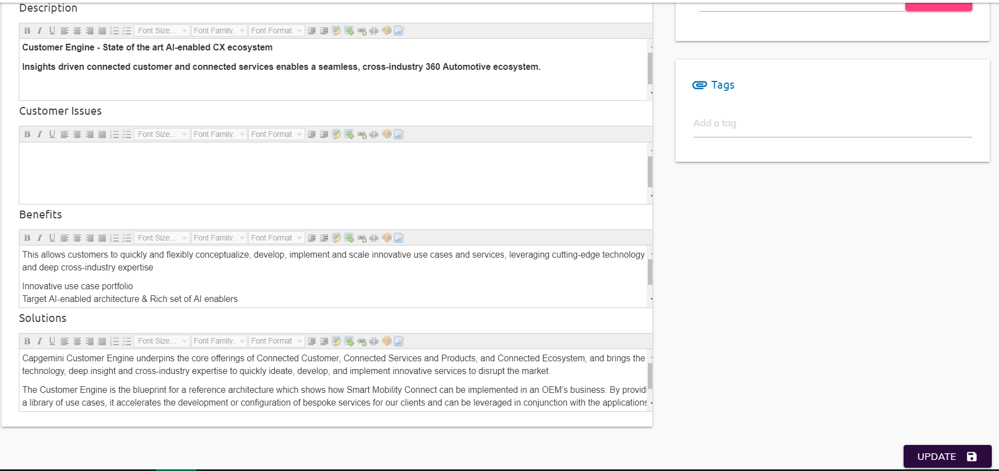 Description
B I U Font Size... Font Family. Font Format
Customer Engine - State of the art AI-enabled CX ecosystem
Insights driven connected customer and connected services enables a seamless, cross-industry 360 Automotive ecosystem.
Customer Issues
B I U Font Size... Font Family. Font Format
Benefits
B I U Font Size... Font Family. Font Format
This allows customers to quickly and flexibly conceptualize, develop, implement and scale innovative use cases and services, leveraging cutting-edge technology
and deep cross-industry expertise
Innovative use case portfolio
Target AI-enabled architecture & Rich set of AI enablers
Solutions
B I U Font Size... Font Family. Font Format
Capgemini Customer Engine underpins the core offerings of Connected Customer, Connected Services and Products, and Connected Ecosystem, and brings the
technology, deep insight and cross-industry expertise to quickly ideate, develop, and implement innovative services to disrupt the market.
The Customer Engine is the blueprint for a reference architecture which shows how Smart Mobility Connect can be implemented in an OEM's business. By providi
a library of use cases, it accelerates the development or configuration of bespoke services for our clients and can be leveraged in conjunction with the applications
Tags
Add a tag
UPDATE